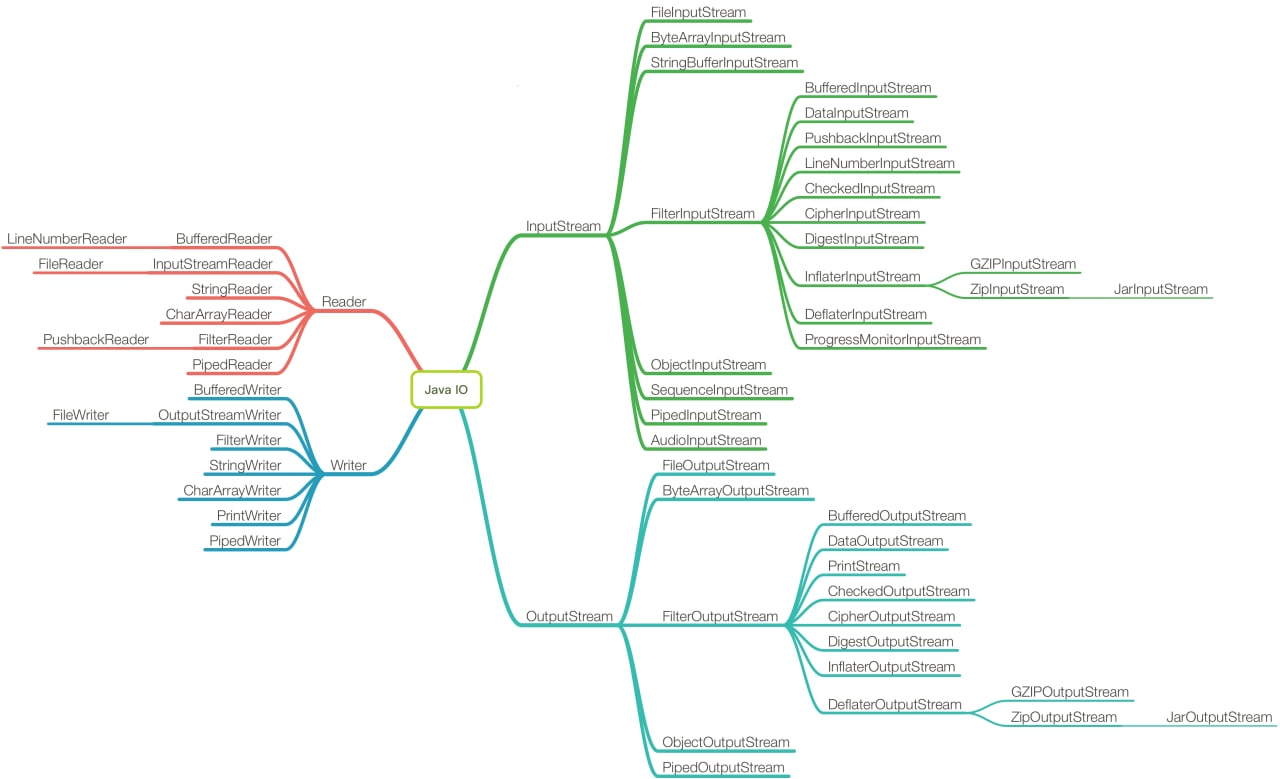 Java IO
Reader
BufferedReader
LineNumberReader
InputStreamReader
FileReader
StringReader
CharArrayReader
FilterReader
PushbackReader
PipedReader
Writer
BufferedWriter
OutputStreamWriter
FileWriter
FilterWriter
StringWriter
CharArrayWriter
PrintWriter
PipedWriter
InputStream
FileInputStream
ByteArrayInputStream
StringBufferInputStream
FilterInputStream
BufferedInputStream
DataInputStream
PushbackInputStream
LineNumberInputStream
CheckedInputStream
CipherInputStream
DigestInputStream
InflaterInputStream
GZIPInputStream
ZipInputStream
JarInputStream
DeflaterInputStream
ProgressMonitorInputStream
ObjectInputStream
SequenceInputStream
PipedInputStream
AudioInputStream
OutputStream
FileOutputStream
ByteArrayOutputStream
FilterOutputStream
BufferedOutputStream
DataOutputStream
PrintStream
CheckedOutputStream
CipherOutputStream
DigestOutputStream
InflaterOutputStream
DeflaterOutputStream
GZIPOutputStream
ZipOutputStream
JarOutputStream
ObjectOutputStream
PipedOutputStream